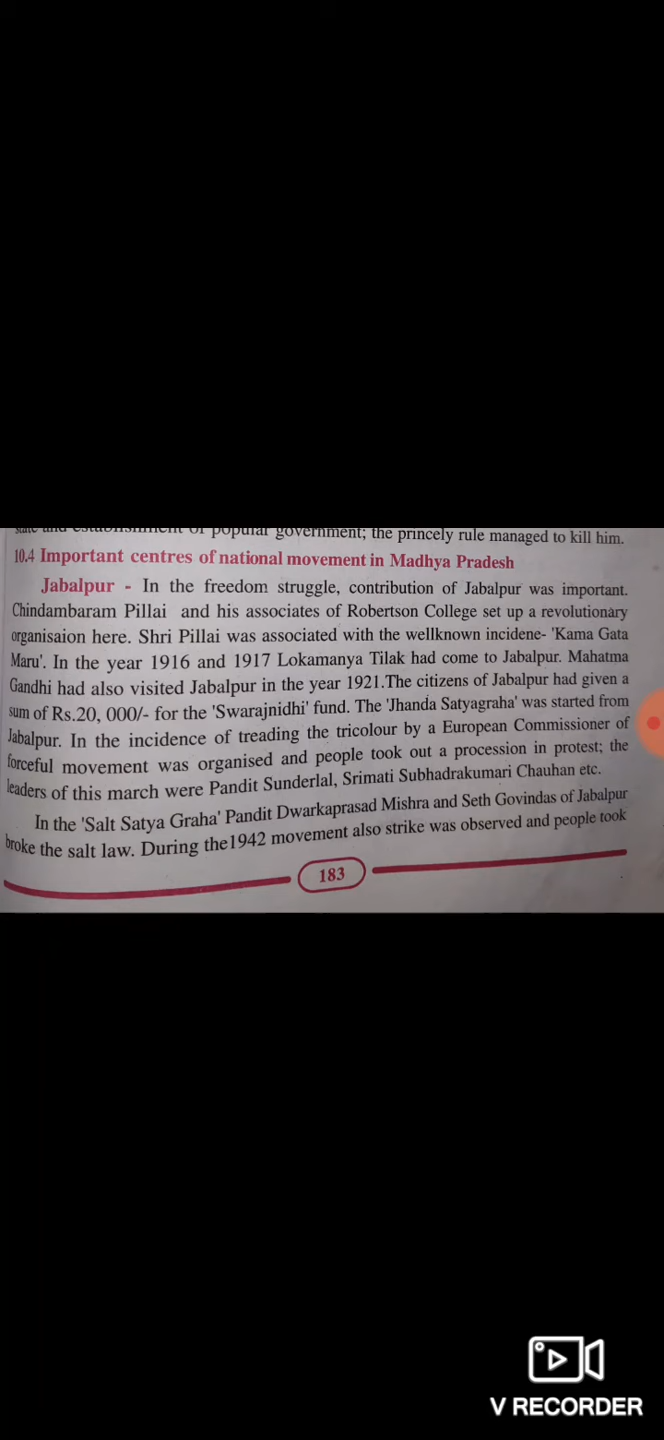 state and establishment of popular government; the princely rule managed to kill him.
10.4 Important centres of national movement in Madhya Pradesh
Jabalpur - In the freedom struggle, contribution of Jabalpur was important.
Chindambaram Pillai and his associates of Robertson College set up a revolutionary
organisaion here. Shri Pillai was associated with the wellknown incidene- 'Kama Gata
Maru'. In the year 1916 and 1917 Lokamanya Tilak had come to Jabalpur. Mahatma
Gandhi had also visited Jabalpur in the year 1921.The citizens of Jabalpur had given a
sum of Rs.20, 000/- for the 'Swarajnidhi' fund. The 'Jhanda Satyagraha' was started from
Jabalpur. In the incidence of treading the tricolour by a European Commissioner of
forceful movement was organised and people took out a procession in protest; the
leaders of this march were Pandit Sunderlal, Srimati Subhadrakumari Chauhan etc.
In the 'Salt Satya Graha' Pandit Dwarkaprasad Mishra and Seth Govindas of Jabalpur
broke the salt law. During the1942 movement also strike was observed and people took
183
V RECORDER